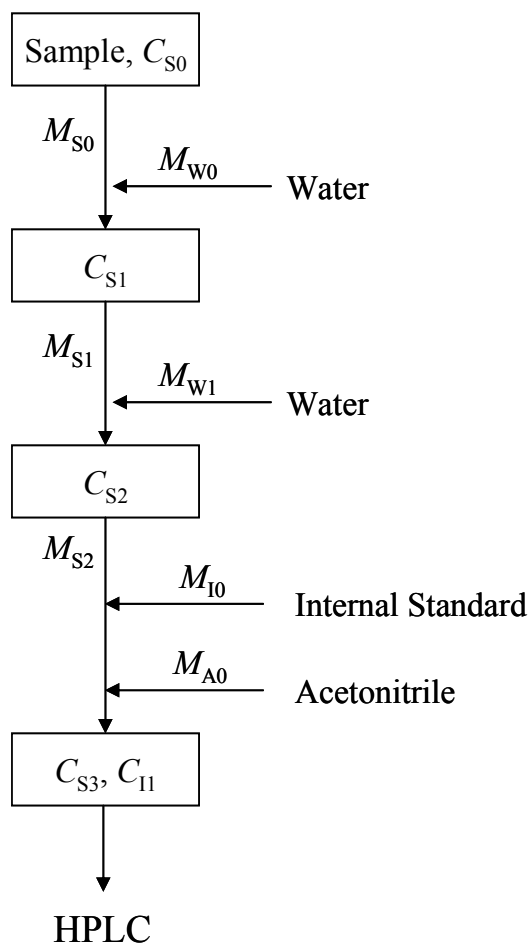 Sample, C_S0
M_S0
M_W0
Water
C_S1
M_S1
M_W1
Water
C_S2
M_S2
M_I0
Internal Standard
M_A0
Acetonitrile
C_S3, C_I1
HPLC